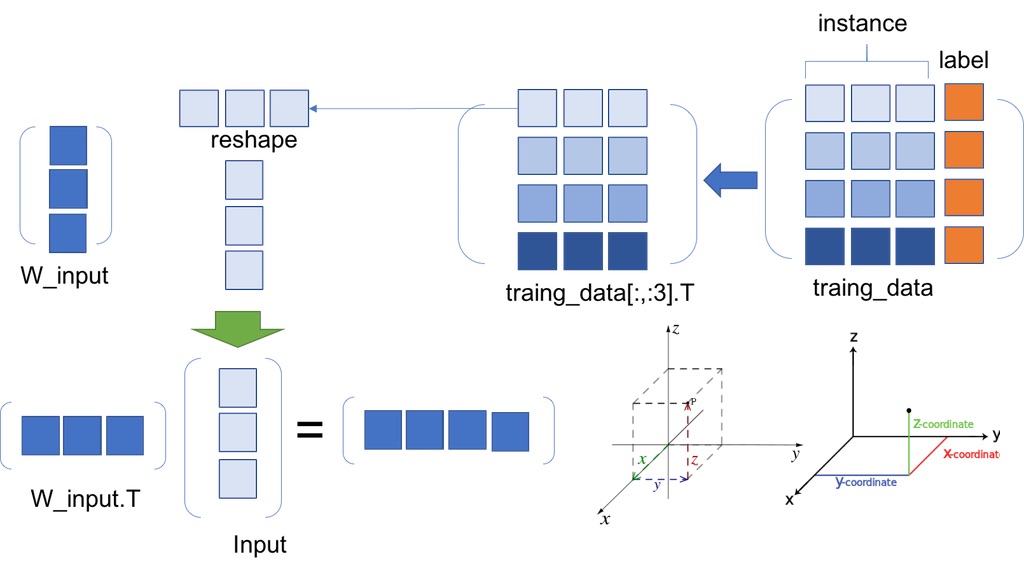 instance
label
reshape
W_input
traing_data[:,:3].T
traing_data
=
W_input.T
Input
z
P
x
z
y
y
x
z
Z-coordinate
y
X-coordinate
y-coordinate
x